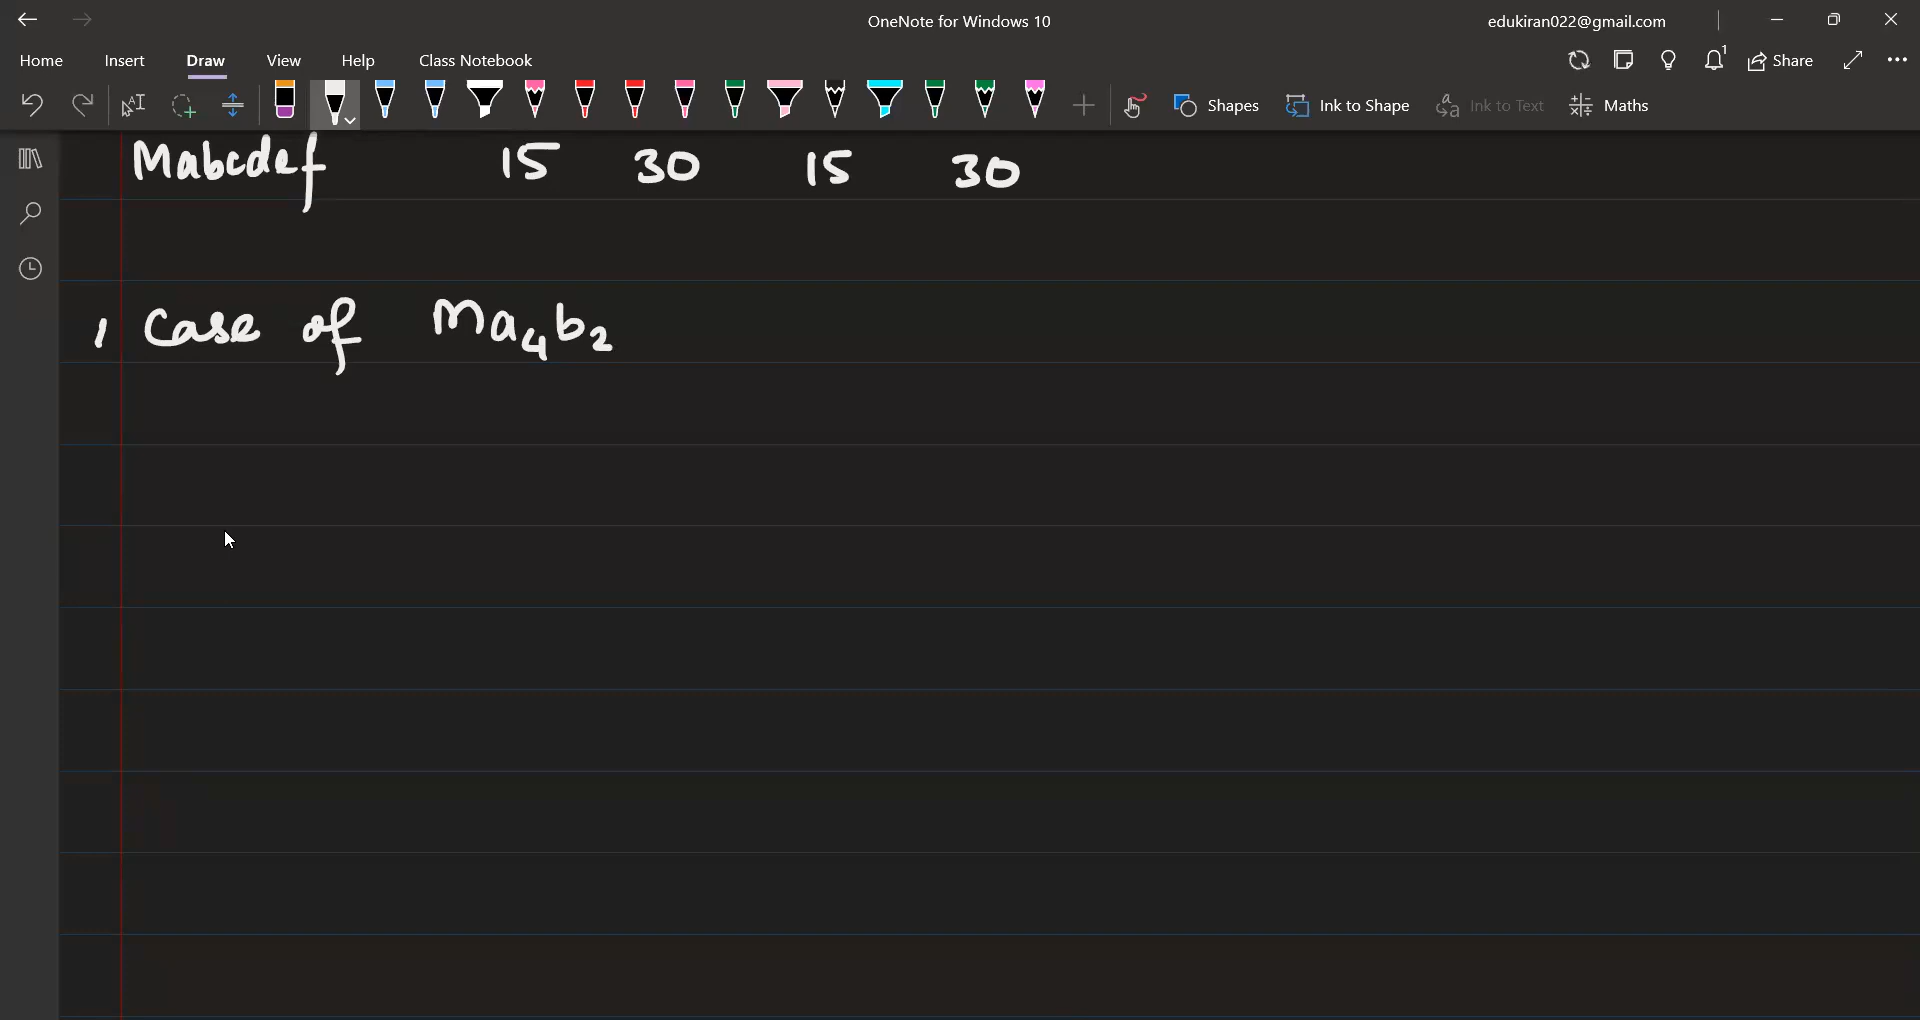 OneNote for Windows 10
edukiran022@gmail.com
Home Insert Draw View Help Class Notebook
1 Share
Shapes Ink to Shape Ink to Text Maths
Mabcdef 15 30 15 30
1 Case of Ma₄b₂